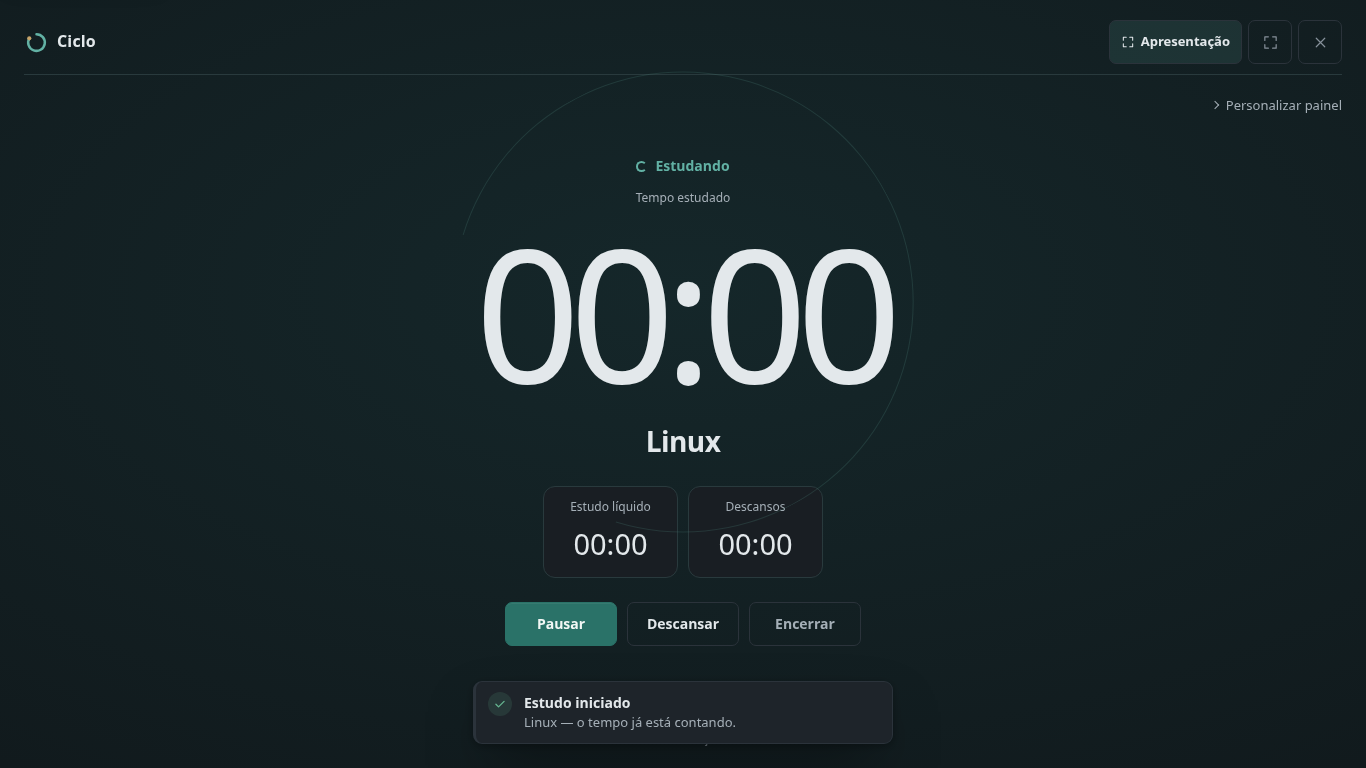 Ciclo
Apresentação
Personalizar painel
Estudando
Tempo estudado
00:00
Linux
Estudo líquido
Descansos
00:00
00:00
Pausar
Descansar
Encerrar
Estudo iniciado
Linux — o tempo já está contando.